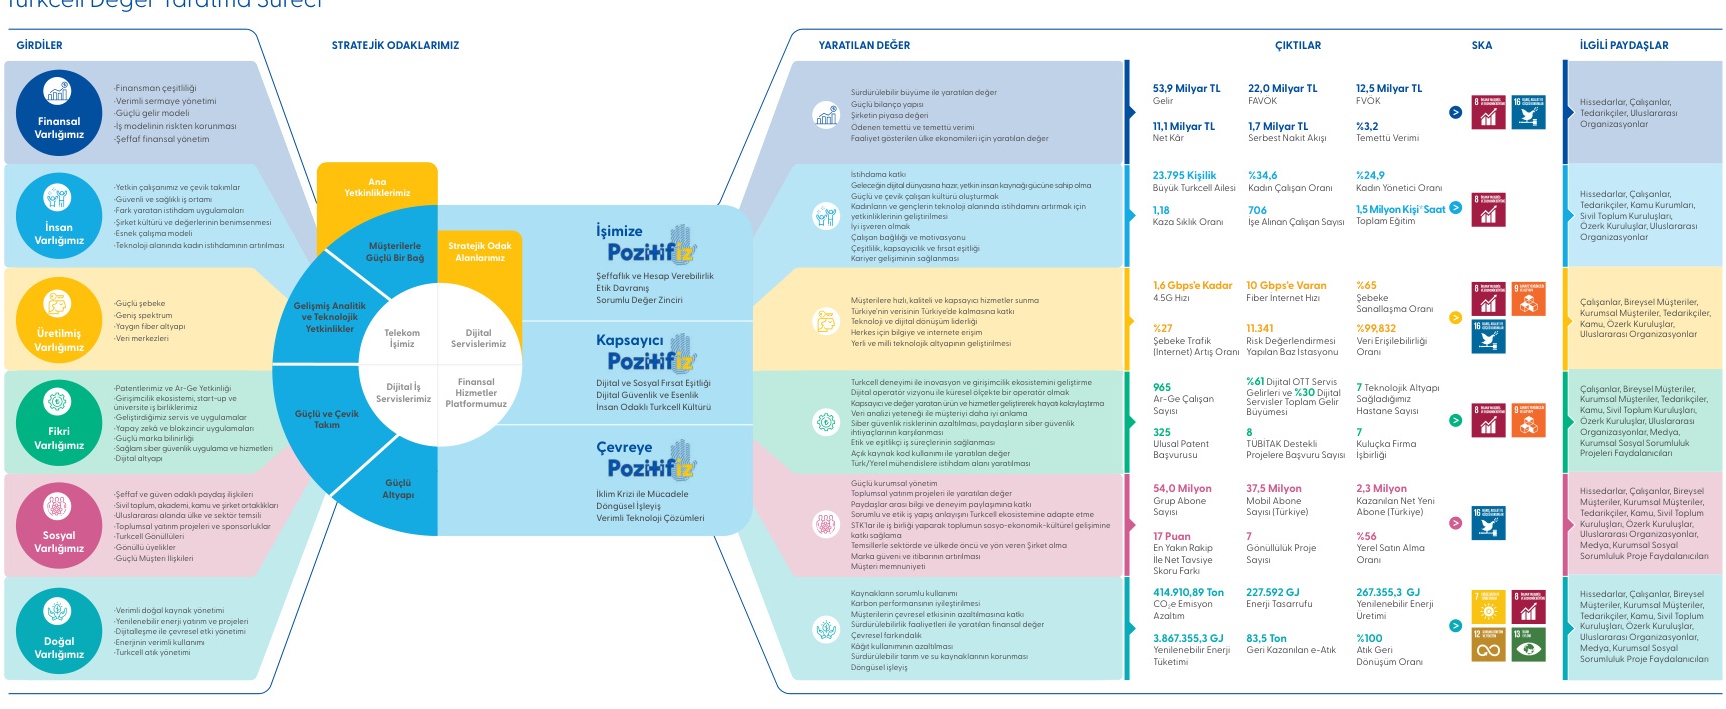 Turkcell Değer Yaratma Süreci
GİRDİLER
STRATEJİK ODAKLARIMIZ
YARATILAN DEĞER
ÇIKTILAR
SKA
İLGİLİ PAYDAŞLAR
Finansal
Varlığımız
·Finansman çeşitliliği
·Verimli sermaye yönetimi
·Güçlü gelir modeli
·İş modelinin riskten korunması
·Şeffaf finansal yönetim
İnsan
Varlığımız
·Yetkin çalışanımız ve çevik takımlar
·Güvenli ve sağlıklı iş ortamı
·Fark yaratan istihdam uygulamaları
·Şirket kültürü ve değerlerinin benimsenmesi
·Esnek çalışma modeli
·Teknoloji alanında kadın istihdamının artırılması
Üretilmiş
Varlığımız
·Güçlü şebeke
·Geniş spektrum
·Yaygın fiber altyapı
·Veri merkezleri
Fikri
Varlığımız
·Patentlerimiz ve Ar-Ge Yetkinliği
·Girişimcilik ekosistemi, start-up ve
üniversite iş birliklerimiz
·Geliştirdiğimiz servis ve uygulamalar
·Yapay zekâ ve blokzincir uygulamaları
·Güçlü marka bilinirliği
·Sağlam siber güvenlik uygulama ve hizmetleri
·Dijital altyapı
Sosyal
Varlığımız
·Şeffaf ve güven odaklı paydaş ilişkileri
·Sivil toplum, akademi, kamu ve şirket ortaklıkları
·Uluslararası alanda ülke ve sektör temsili
·Toplumsal yatırım projeleri ve sponsorluklar
·Turkcell Gönüllüleri
·Gönüllü üyelikler
·Güçlü Müşteri İlişkileri
Doğal
Varlığımız
·Verimli doğal kaynak yönetimi
·Yenilenebilir enerji yatırım ve projeleri
·Dijitalleşme ile çevresel etki yönetimi
·Enerjinin verimli kullanımı
·Turkcell atık yönetimi
Ana
Yetkinliklerimiz
Müşterilerle
Güçlü Bir Bağ
Stratejik Odak
Alanlarımız
Gelişmiş Analitik
ve Teknolojik
Yetkinlikler
Güçlü ve Çevik
Takım
Güçlü
Altyapı
Telekom
İşimiz
Dijital
Servislerimiz
Dijital İş
Servislerimiz
Finansal
Hizmetler
Platformumuz
İşimize
Pozitifiz
Şeffaflık ve Hesap Verebilirlik
Etik Davranış
Sorumlu Değer Zinciri
Kapsayıcı
Pozitifiz
Dijital ve Sosyal Fırsat Eşitliği
Dijital Güvenlik ve Esenlik
İnsan Odaklı Turkcell Kültürü
Çevreye
Pozitifiz
İklim Krizi ile Mücadele
Döngüsel İşleyiş
Verimli Teknoloji Çözümleri
Sürdürülebilir büyüme ile yaratılan değer
Güçlü bilanço yapısı
Şirketin piyasa değeri
Ödenen temettü ve temettü verimi
Faaliyet gösterilen ülke ekonomileri için yaratılan değer
53,9 Milyar TL
Gelir
22,0 Milyar TL
FAVÖK
12,5 Milyar TL
FVÖK
11,1 Milyar TL
Net Kâr
1,7 Milyar TL
Serbest Nakit Akışı
%3,2
Temettü Verimi
8
16
Hissedarlar, Çalışanlar,
Tedarikçiler, Uluslararası
Organizasyonlar
İstihdama katkı
Geleceğin dijital dünyasına hazır, yetkin insan kaynağı gücüne sahip olma
Güçlü ve çevik çalışan kültürü oluşturmak
Kadınların ve gençlerin teknoloji alanında istihdamını artırmak için
yetkinliklerinin geliştirilmesi
İyi işveren olmak
Çalışan bağlılığı ve motivasyonu
Çeşitlilik, kapsayıcılık ve fırsat eşitliği
Kariyer gelişiminin sağlanması
23.795 Kişilik
Büyük Turkcell Ailesi
%34,6
Kadın Çalışan Oranı
%24,9
Kadın Yönetici Oranı
1,18
Kaza Sıklık Oranı
706
İşe Alınan Çalışan Sayısı
1,5 Milyon Kişi*Saat
Toplam Eğitim
8
Hissedarlar, Çalışanlar,
Tedarikçiler, Kamu Kurumları,
Sivil Toplum Kuruluşları,
Özerk Kuruluşlar, Uluslararası
Organizasyonlar
Müşterilere hızlı, kaliteli ve kapsayıcı hizmetler sunma
Türkiye'nin verisinin Türkiye'de kalmasına katkı
Teknoloji ve dijital dönüşüm liderliği
Herkes için bilgiye ve internete erişim
Yerli ve milli teknolojik altyapının geliştirilmesi
1,6 Gbps'e Kadar
4.5G Hızı
10 Gbps'e Varan
Fiber İnternet Hızı
%65
Şebeke
Sanallaşma Oranı
%27
Şebeke Trafik
(İnternet) Artış Oranı
11.341
Risk Değerlendirmesi
Yapılan Baz İstasyonu
%99,832
Veri Erişilebilirliği
Oranı
8
9
16
Çalışanlar, Bireysel Müşteriler,
Kurumsal Müşteriler, Tedarikçiler,
Kamu, Özerk Kuruluşlar,
Uluslararası Organizasyonlar
Turkcell deneyimi ile inovasyon ve girişimcilik ekosistemini geliştirme
Dijital operatör vizyonu ile küresel ölçekte bir operatör olmak
Kapsayıcı ve değer yaratan ürün ve hizmetler geliştirerek hayatı kolaylaştırma
Veri analizi yeteneği ile müşteriyi daha iyi anlama
Siber güvenlik risklerinin azaltılması, paydaşların siber güvenlik
ihtiyaçlarının karşılanması
Etik ve eşitlikçi iş süreçlerinin sağlanması
Açık kaynak kod kullanımı ile yaratılan değer
Türk/Yerel mühendislere istihdam alanı yaratılması
965
Ar-Ge Çalışan
Sayısı
%61 Dijital OTT Servis
Gelirleri ve %30 Dijital
Servisler Toplam Gelir
Büyümesi
7 Teknolojik Altyapı
Sağladığımız
Hastane Sayısı
325
Ulusal Patent
Başvurusu
8
TÜBİTAK Destekli
Projelere Başvuru Sayısı
7
Kuluçka Firma
İşbirliği
8
9
Çalışanlar, Bireysel Müşteriler,
Kurumsal Müşteriler, Tedarikçiler,
Kamu, Sivil Toplum Kuruluşları,
Özerk Kuruluşlar, Uluslararası
Organizasyonlar, Medya,
Kurumsal Sosyal Sorumluluk
Projeleri Faydalanıcıları
Güçlü kurumsal yönetim
Toplumsal yatırım projeleri ile yaratılan değer
Paydaşlar arası bilgi ve deneyim paylaşımına katkı
Sorumlu ve etik iş yapış anlayışını Turkcell ekosistemine adapte etme
STK'lar ile iş birliği yaparak toplumun sosyo-ekonomik-kültürel gelişimine
katkı sağlama
Temsillerle sektörde ve ülkede öncü ve yön veren Şirket olma
Marka güveni ve itibarının artırılması
Müşteri memnuniyeti
54,0 Milyon
Grup Abone
Sayısı
37,5 Milyon
Mobil Abone
Sayısı (Türkiye)
2,3 Milyon
Kazanılan Net Yeni
Abone (Türkiye)
17 Puan
En Yakın Rakip
İle Net Tavsiye
Skoru Farkı
7
Gönüllülük Proje
Sayısı
%56
Yerel Satın Alma
Oranı
16
Hissedarlar, Çalışanlar, Bireysel
Müşteriler, Kurumsal Müşteriler,
Tedarikçiler, Kamu, Sivil Toplum
Kuruluşları, Özerk Kuruluşlar,
Uluslararası Organizasyonlar,
Medya, Kurumsal Sosyal
Sorumluluk Proje Faydalanıcıları
Kaynakların sorumlu kullanımı
Karbon performansının iyileştirilmesi
Müşterilerin çevresel etkisinin azaltılmasına katkı
Sürdürülebilirlik faaliyetleri ile yaratılan finansal değer
Çevresel farkındalık
Kâğıt kullanımının azaltılması
Sürdürülebilir tarım ve su kaynaklarının korunması
Döngüsel işleyiş
414.910,89 Ton
CO₂e Emisyon
Azaltım
227.592 GJ
Enerji Tasarrufu
267.355,3 GJ
Yenilenebilir Enerji
Üretimi
3.867.355,3 GJ
Yenilenebilir Enerji
Tüketimi
83,5 Ton
Geri Kazanılan e-Atık
%100
Atık Geri
Dönüşüm Oranı
7
8
12
13
Hissedarlar, Çalışanlar, Bireysel
Müşteriler, Kurumsal Müşteriler,
Tedarikçiler, Kamu, Sivil Toplum
Kuruluşları, Özerk Kuruluşlar,
Uluslararası Organizasyonlar,
Medya, Kurumsal Sosyal
Sorumluluk Proje Faydalanıcıları